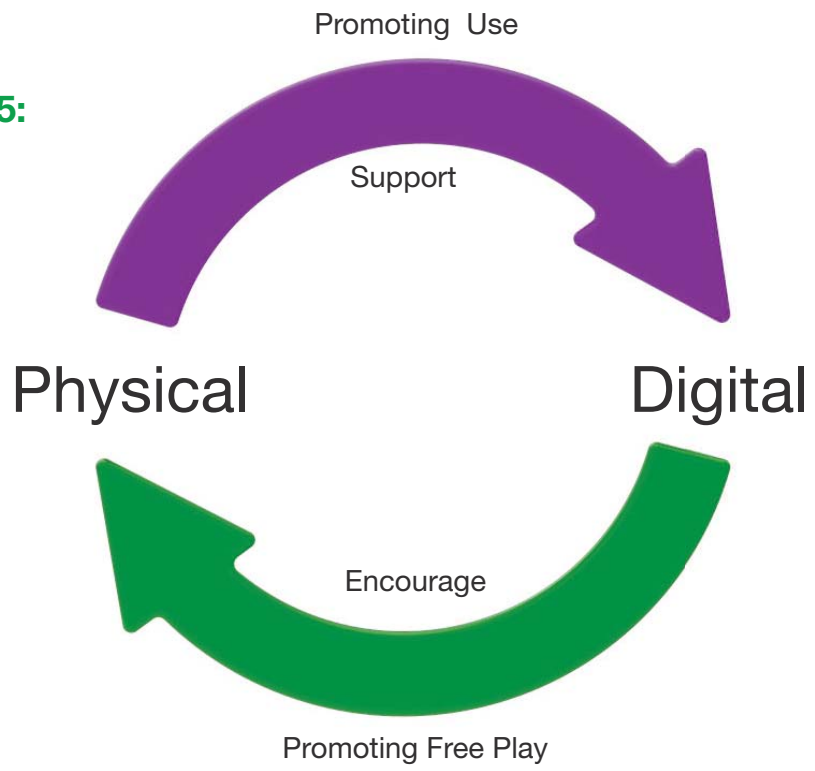 Promoting Use
5:
Support
Physical
Digital
Encourage
Promoting Free Play